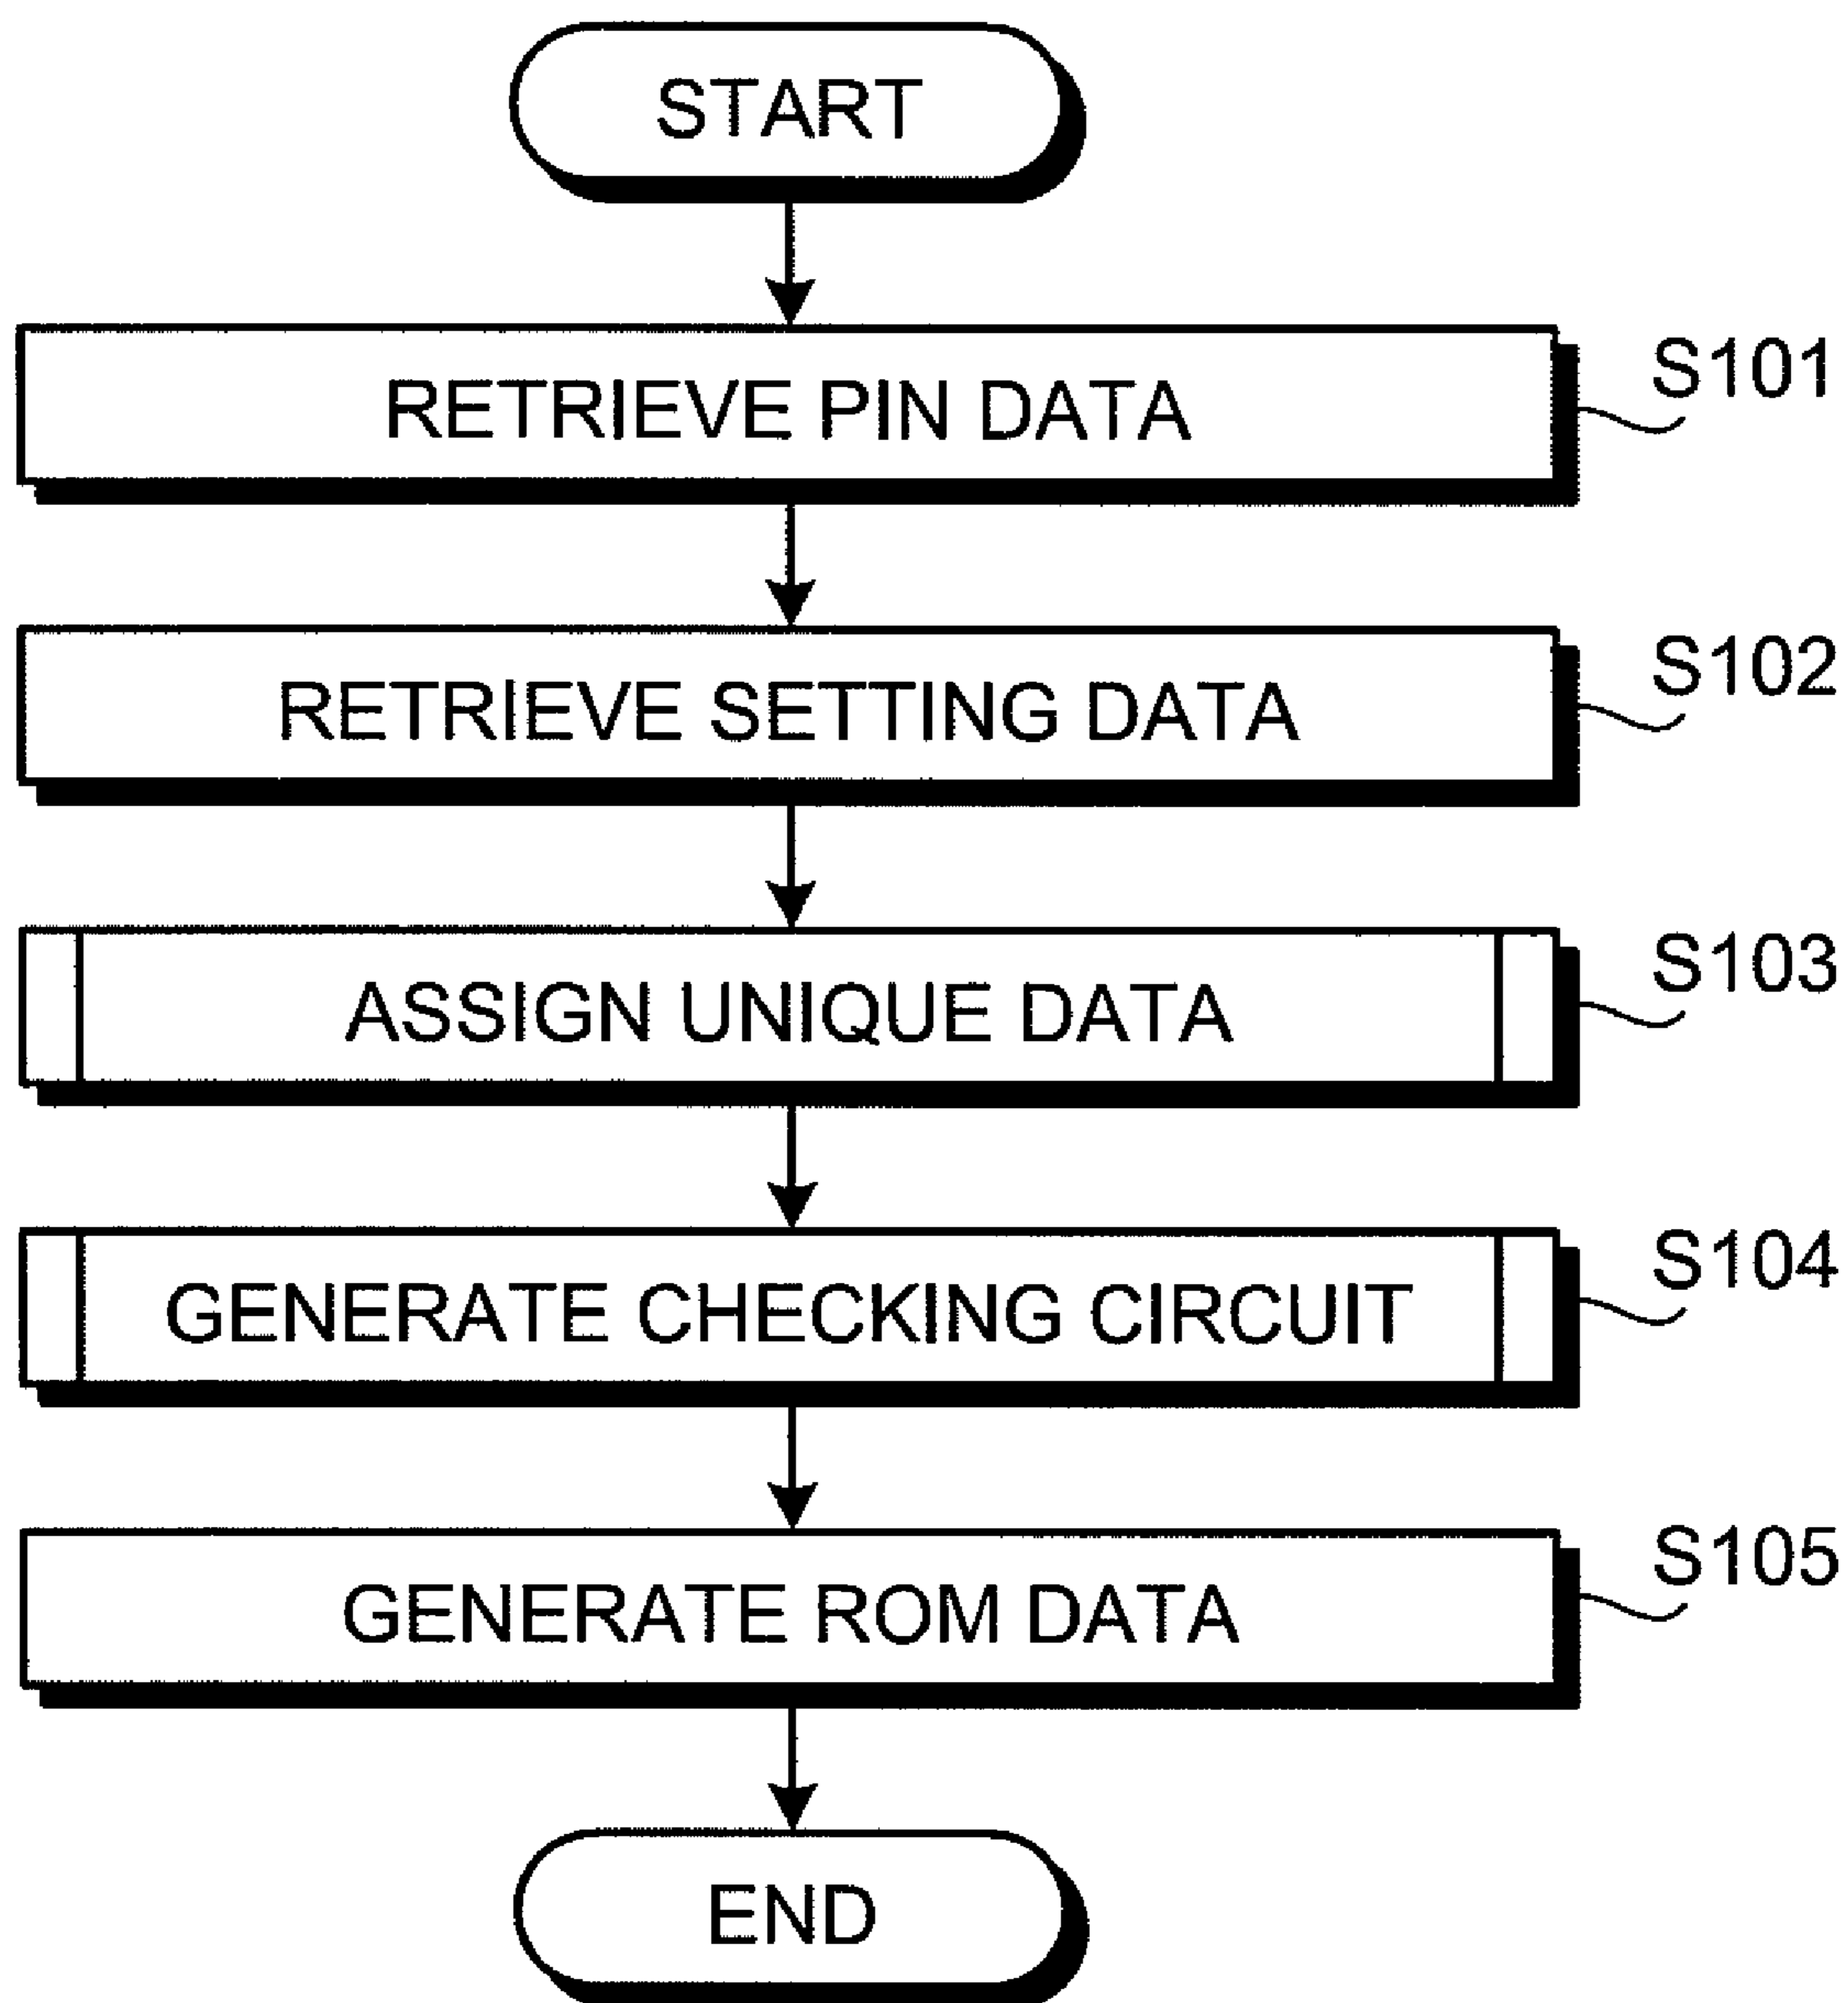 START
RETRIEVE PIN DATA
S101
RETRIEVE SETTING DATA
S102
ASSIGN UNIQUE DATA
S103
GENERATE CHECKING CIRCUIT
S104
GENERATE ROM DATA
S105
END